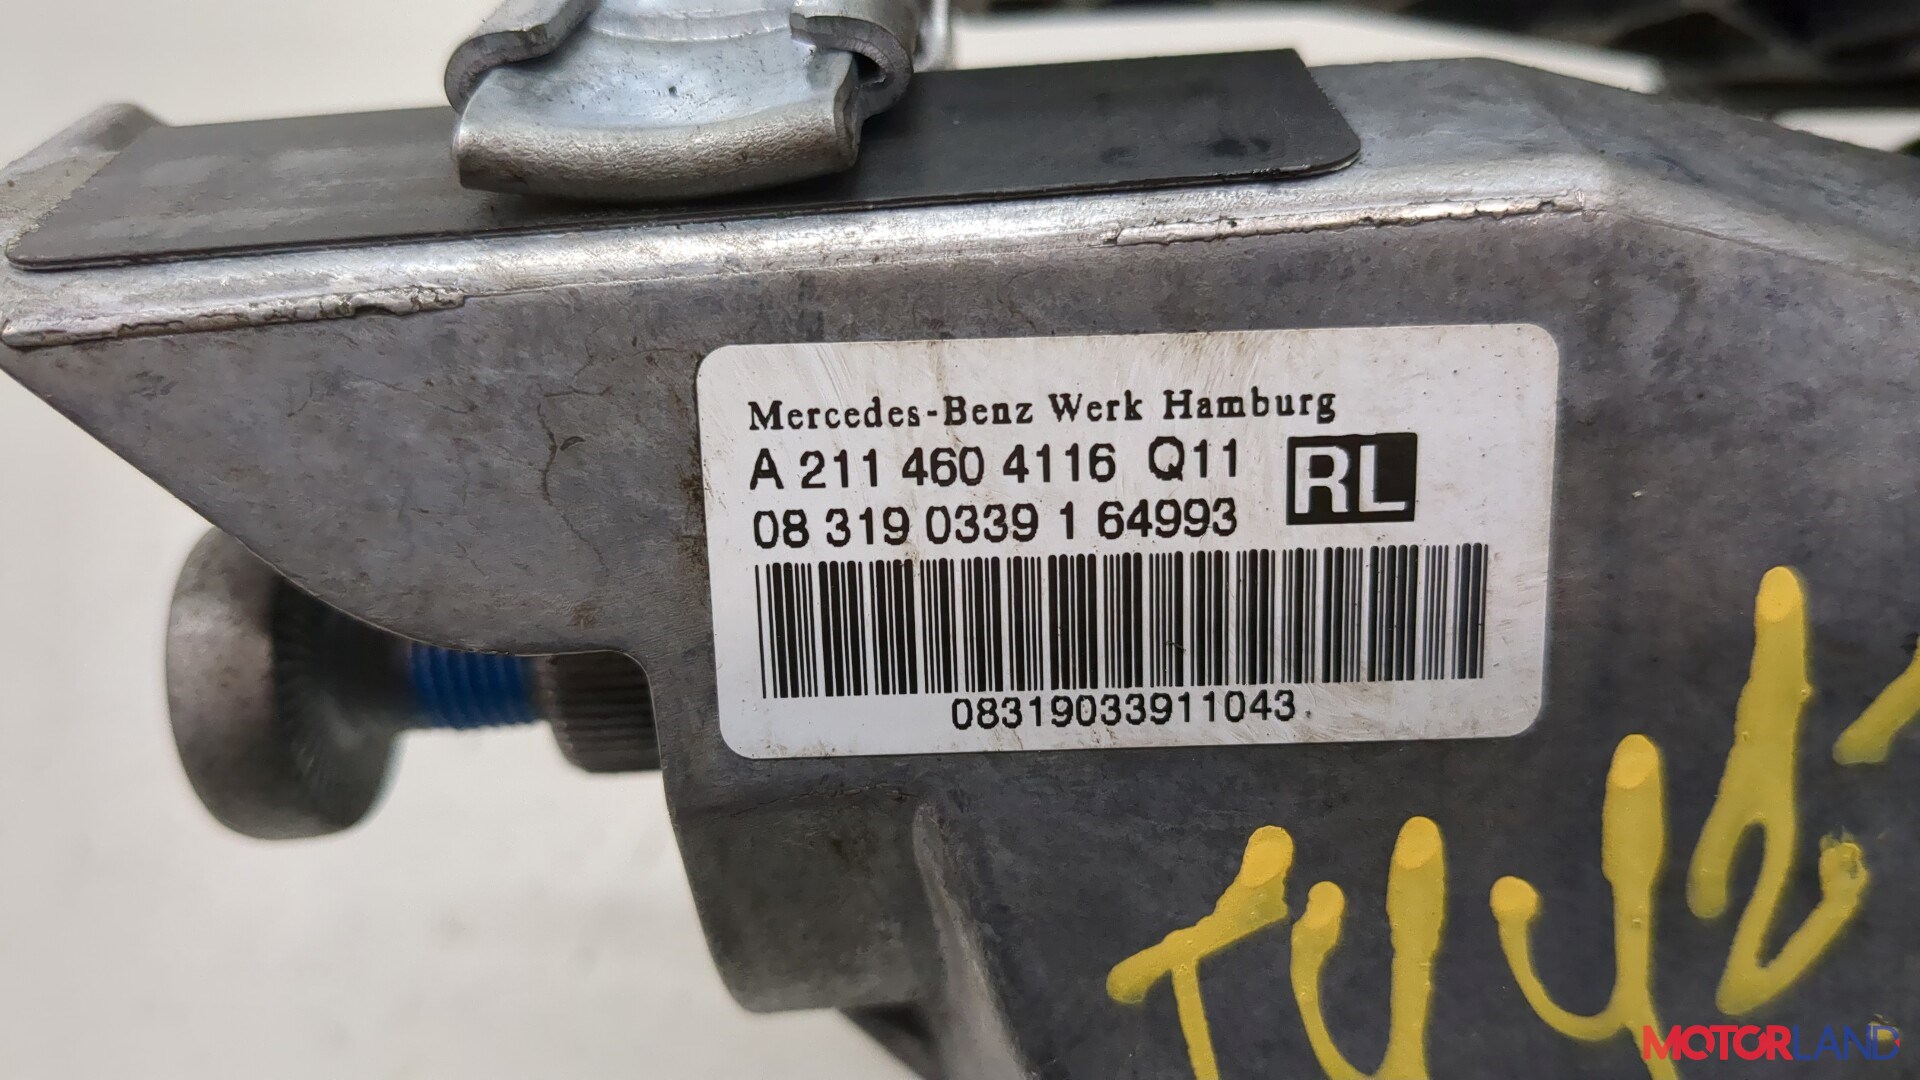 Mercedes-Benz Werk Hamburg
A 211 460 4116 Q11
RL
08 319 0339 1 64993
08319033911043
MOTORLAND